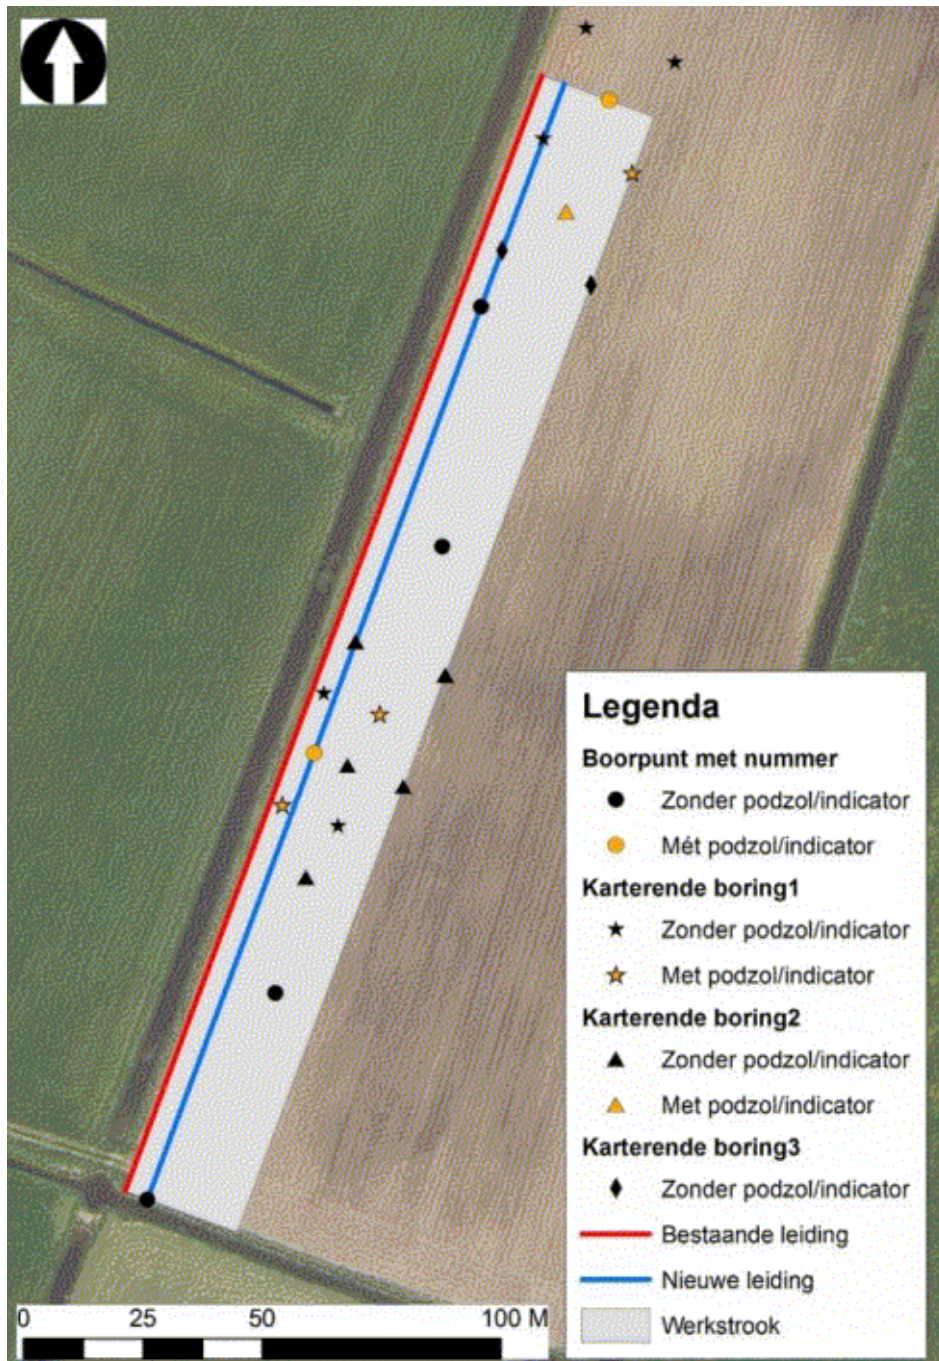 Legenda
Boorpunt met nummer
Zonder podzol/indicator
Mét podzol/indicator
Karterende boring1
Zonder podzol/indicator
Met podzol/indicator
Karterende boring2
Zonder podzol/indicator
Met podzol/indicator
Karterende boring3
Zonder podzol/indicator
Bestaande leiding
Nieuwe leiding
Werkstrook
0 25 50 100 M